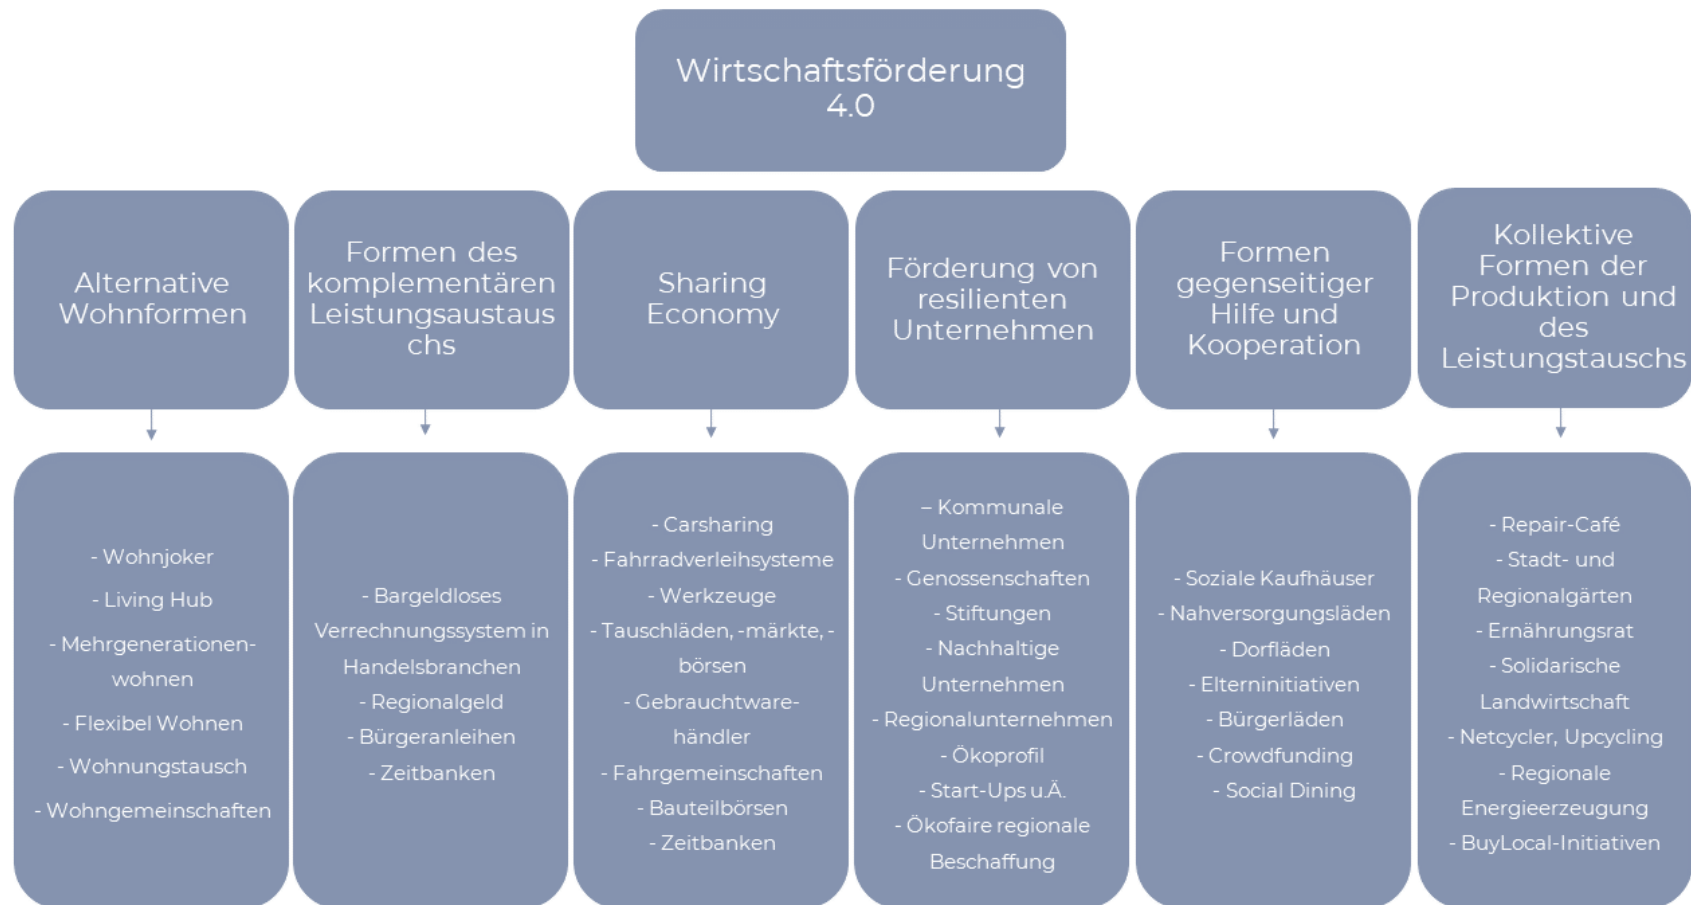 Wirtschaftsförderung
4.0
Alternative
Wohnformen
Formen des
komplementären
Leistungsaustaus
chs
Sharing
Economy
Förderung von
resilienten
Unternehmen
Formen
gegenseitiger
Hilfe und
Kooperation
Kollektive
Formen der
Produktion und
des
Leistungstauschs
- Wohnjoker
- Living Hub
- Mehrgenerationen-
wohnen
- Flexibel Wohnen
- Wohnungstausch
- Wohngemeinschaften
- Bargeldloses
Verrechnungssystem in
Handelsbranchen
- Regionalgeld
- Bürgeranleihen
- Zeitbanken
- Carsharing
- Fahrradverleihsysteme
- Werkzeuge
- Tauschläden, -märkte, -
börsen
- Gebrauchtware-
händler
- Fahrgemeinschaften
- Bauteilbörsen
- Zeitbanken
– Kommunale
Unternehmen
- Genossenschaften
- Stiftungen
- Nachhaltige
Unternehmen
- Regionalunternehmen
- Ökoprofil
- Start-Ups u.Ä.
- Ökofaire regionale
Beschaffung
- Soziale Kaufhäuser
- Nahversorgungsläden
- Dorfläden
- Elterninitiativen
- Bürgerläden
- Crowdfunding
- Social Dining
- Repair-Café
- Stadt- und
Regionalgärten
- Ernährungsrat
- Solidarische
Landwirtschaft
- Netcycler, Upcycling
- Regionale
Energieerzeugung
- BuyLocal-Initiativen